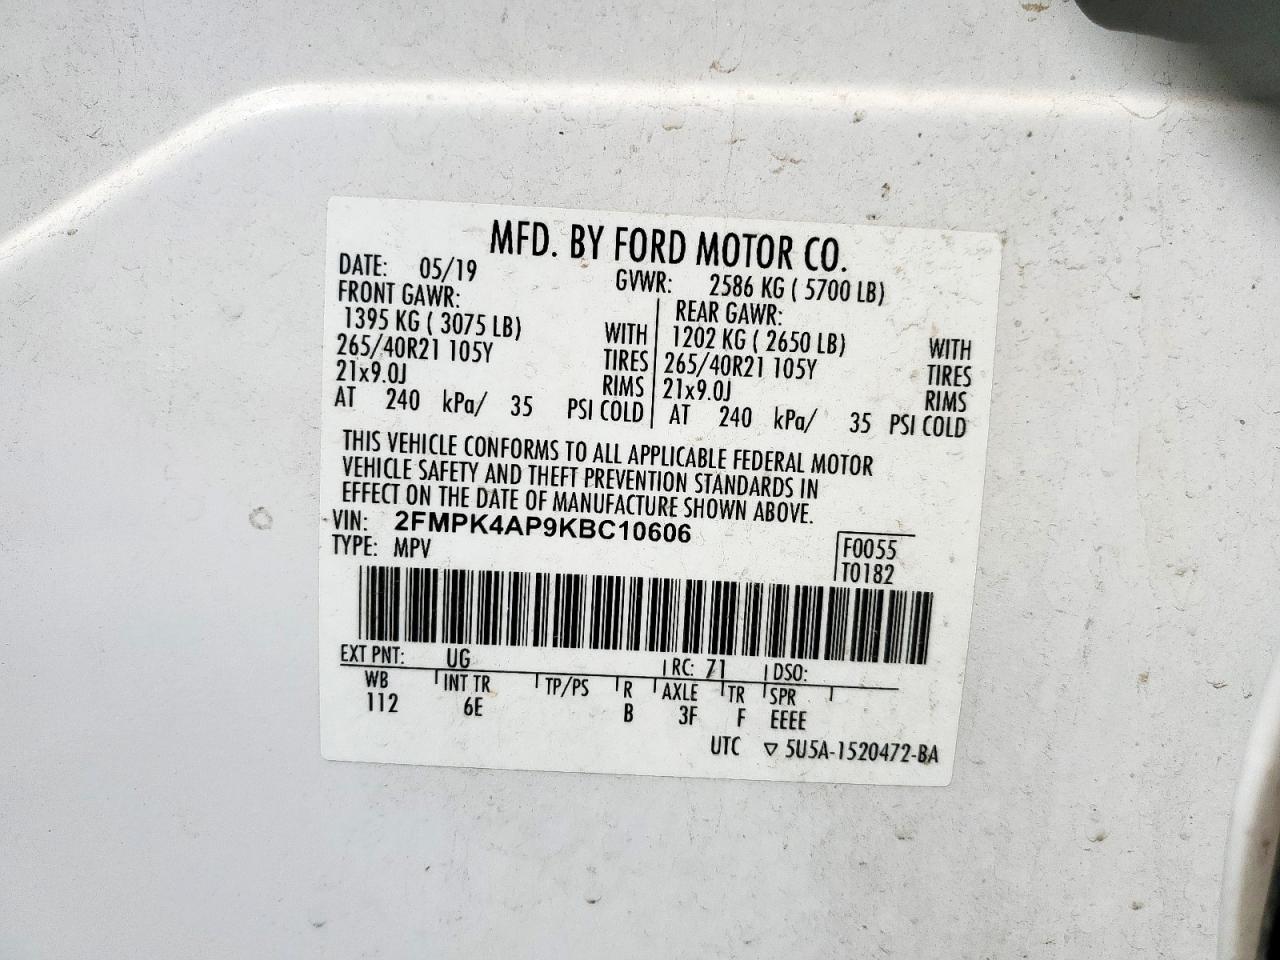 MFD. BY FORD MOTOR CO.
DATE: 05/19 GVWR: 2586 KG ( 5700 LB)
FRONT GAWR: REAR GAWR:
1395 KG ( 3075 LB) WITH 1202 KG ( 2650 LB) WITH
265/40R21 105Y TIRES 265/40R21 105Y TIRES
21x9.0J RIMS 21x9.0J RIMS
AT 240 kPa/ 35 PSI COLD AT 240 kPa/ 35 PSI COLD
THIS VEHICLE CONFORMS TO ALL APPLICABLE FEDERAL MOTOR
VEHICLE SAFETY AND THEFT PREVENTION STANDARDS IN
EFFECT ON THE DATE OF MANUFACTURE SHOWN ABOVE.
VIN: 2FMPK4AP9KBC10606
TYPE: MPV
F0055
T0182
EXT PNT: UG RC: 71 DSO:
WB INT TR TP/PS R AXLE TR SPR
112 6E B 3F F EEEE
UTC ▽ 5U5A-1520472-BA